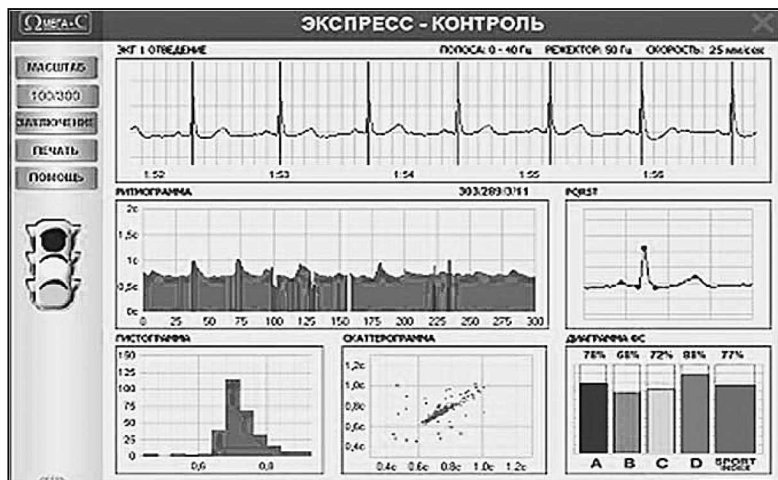 ΩМЕГА-С
ЭКСПРЕСС - КОНТРОЛЬ
ЭКГ 1 ОТВЕДЕНИЕ
ПОЛОСА: 0 - 40 Гц РЕЖЕКТОР: 50 Гц СКОРОСТЬ: 25 мм/сек
МАСШТАБ
100/300
ЗАКЛЮЧЕНИЕ
ПЕЧАТЬ
ПОМОЩЬ
1:52 1:53 1:54 1:55 1:56
РИТМОГРАММА
303/289/3/11
2с
1,5с
1с
0,5с
0с
0 25 50 75 100 125 150 175 200 225 250 275 300
PQRST
ГИСТОГРАММА
150
125
100
75
50
25
0
0,6 0,8
СКАТТЕРОГРАММА
1,2с
1,0с
0,8с
0,6с
0,4с
0.4с 0.6с 0.8с 1.0с 1.2с
ДИАГРАММА ФС
78% 68% 72% 88% 77%
A B C D SPORT
INDEX